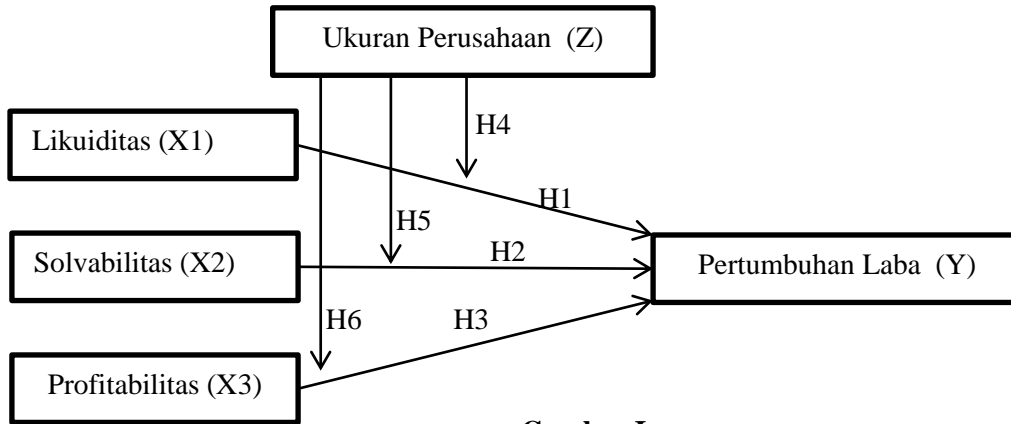 Ukuran Perusahaan (Z)
Likuiditas (X1)
H4
H1
H5
Solvabilitas (X2)
H2
Pertumbuhan Laba (Y)
H6
H3
Profitabilitas (X3)